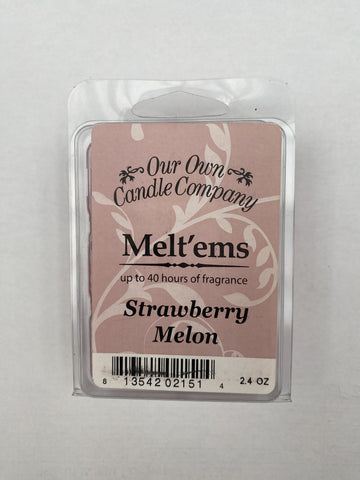 Our Own
Candle Company
Melt'ems
up to 40 hours of fragrance
Strawberry
Melon
8 13542 02151 4
2.4 OZ